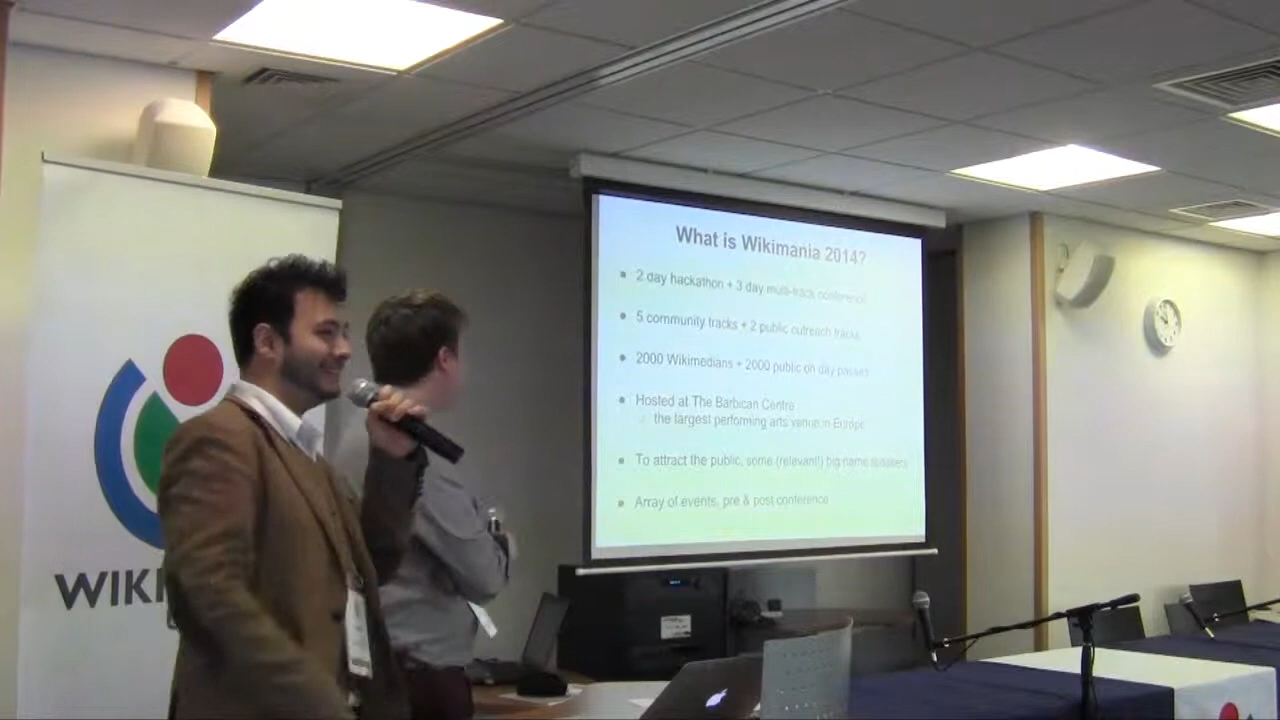 What is Wikimania 2014?
2 day hackathon + 3 day multi-track conference
5 community tracks + 2 public outreach tracks
2000 Wikimedians + 2000 public on day passes
Hosted at The Barbican Centre
the largest performing arts venue in Europe
To attract the public, some (relevant!) big name speakers
Array of events, pre & post conference
WIKI